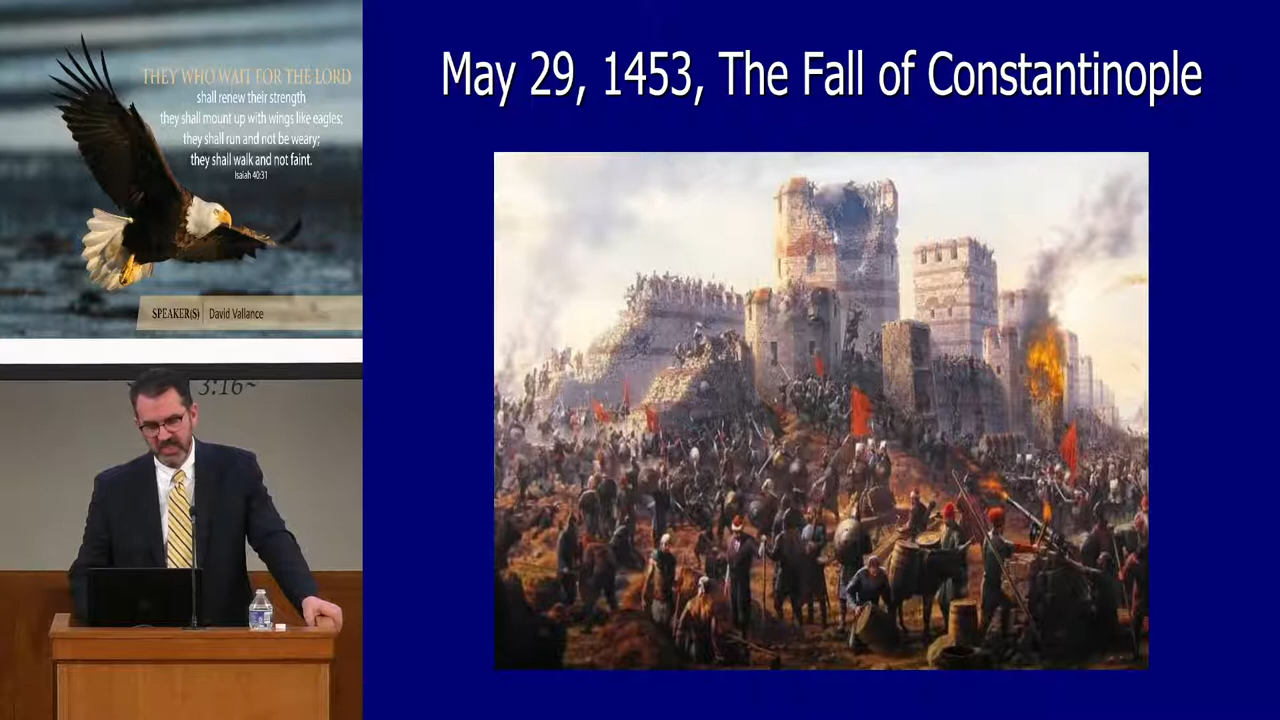 THEY WHO WAIT FOR THE LORD
shall renew their strength
they shall mount up with wings like eagles;
they shall run and not be weary;
they shall walk and not faint.
Isaiah 40:31
SPEAKER(S) David Vallance
3:16~
May 29, 1453, The Fall of Constantinople